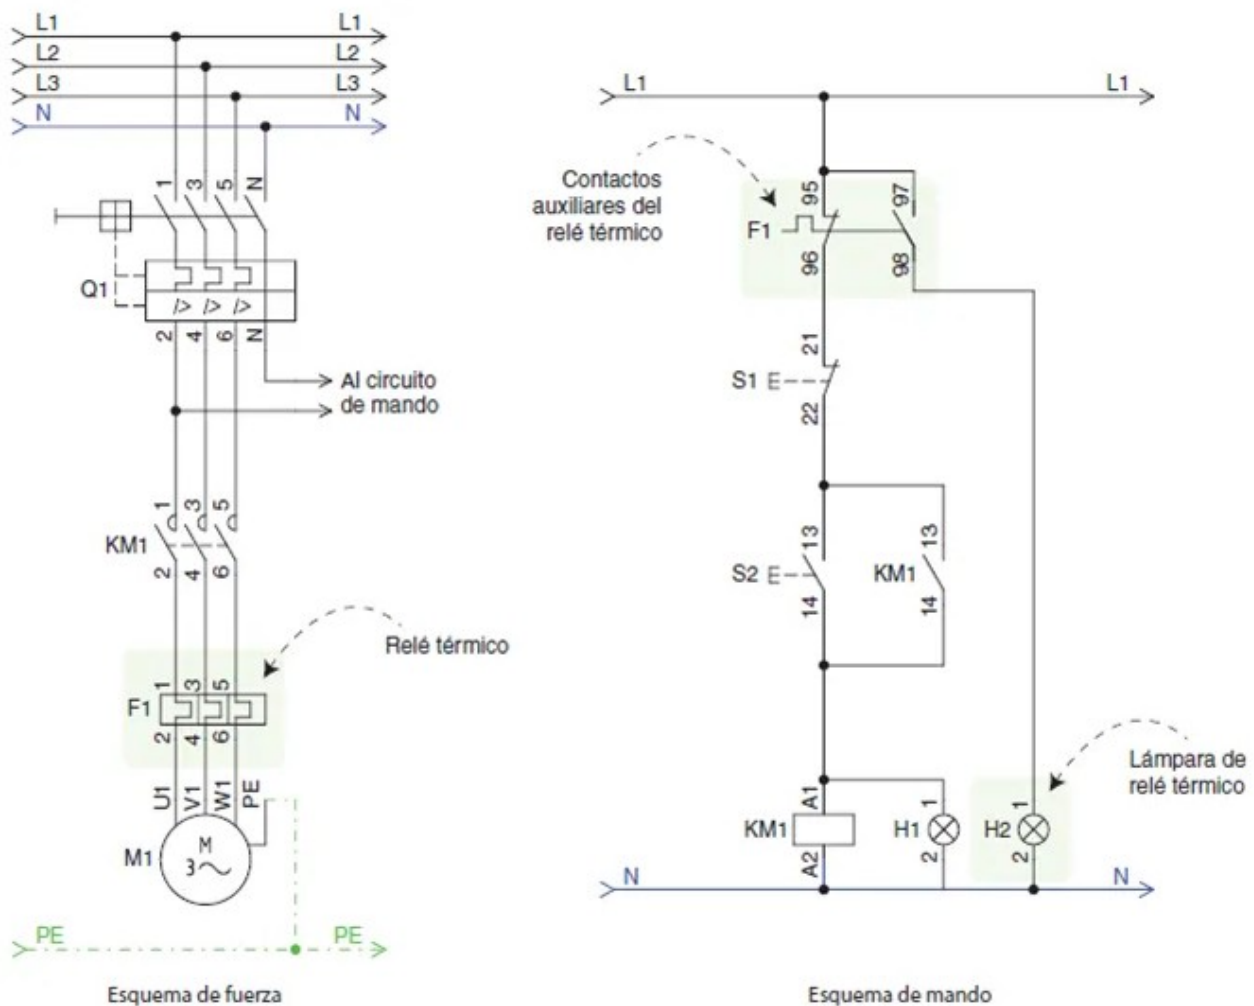 L1 L1
L2 L2
L3 L3
N N
1 3 5 N
Q1
2 4 6 N
Al circuito
de mando
1 3 5
KM1
2 4 6
Relé térmico
1 3 5
F1
2 4 6
U1 V1 W1 PE
M1
M
3
PE PE
Esquema de fuerza
L1 L1
Contactos
auxiliares del
relé térmico
95 97
F1
96 98
21
S1
22
13 13
S2 KM1
14 14
Lámpara de
relé térmico
A1 1 1
KM1 H1 H2
A2 2 2
N N
Esquema de mando